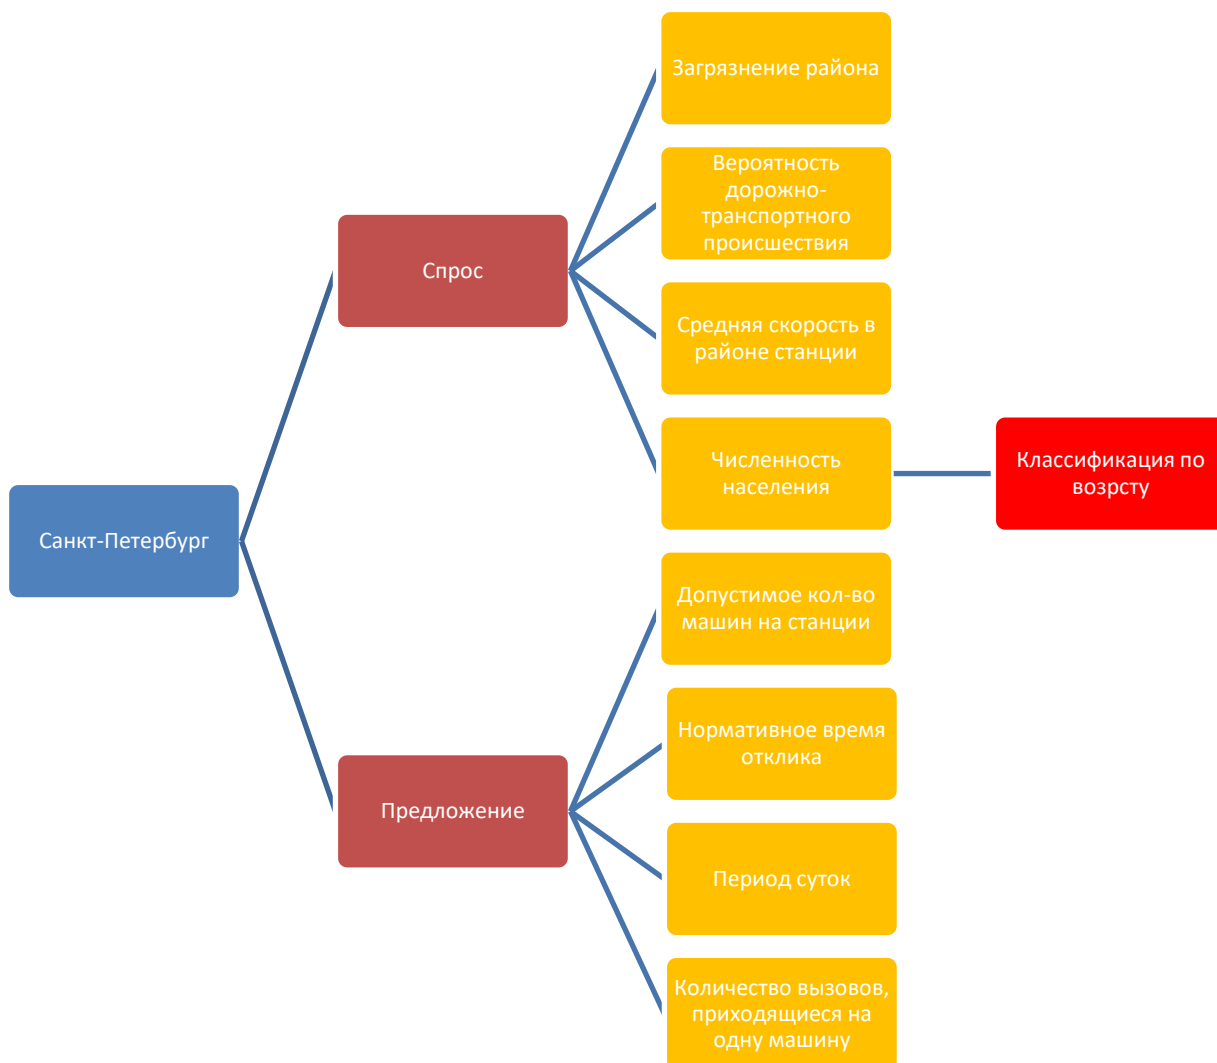 Загрязнение района
Вероятность
дорожно-
транспортного
происшествия
Спрос
Средняя скорость в
районе станции
Численность
населения
Классификация по
возрсту
Санкт-Петербург
Допустимое кол-во
машин на станции
Нормативное время
отклика
Предложение
Период суток
Количество вызовов,
приходящиеся на
одну машину